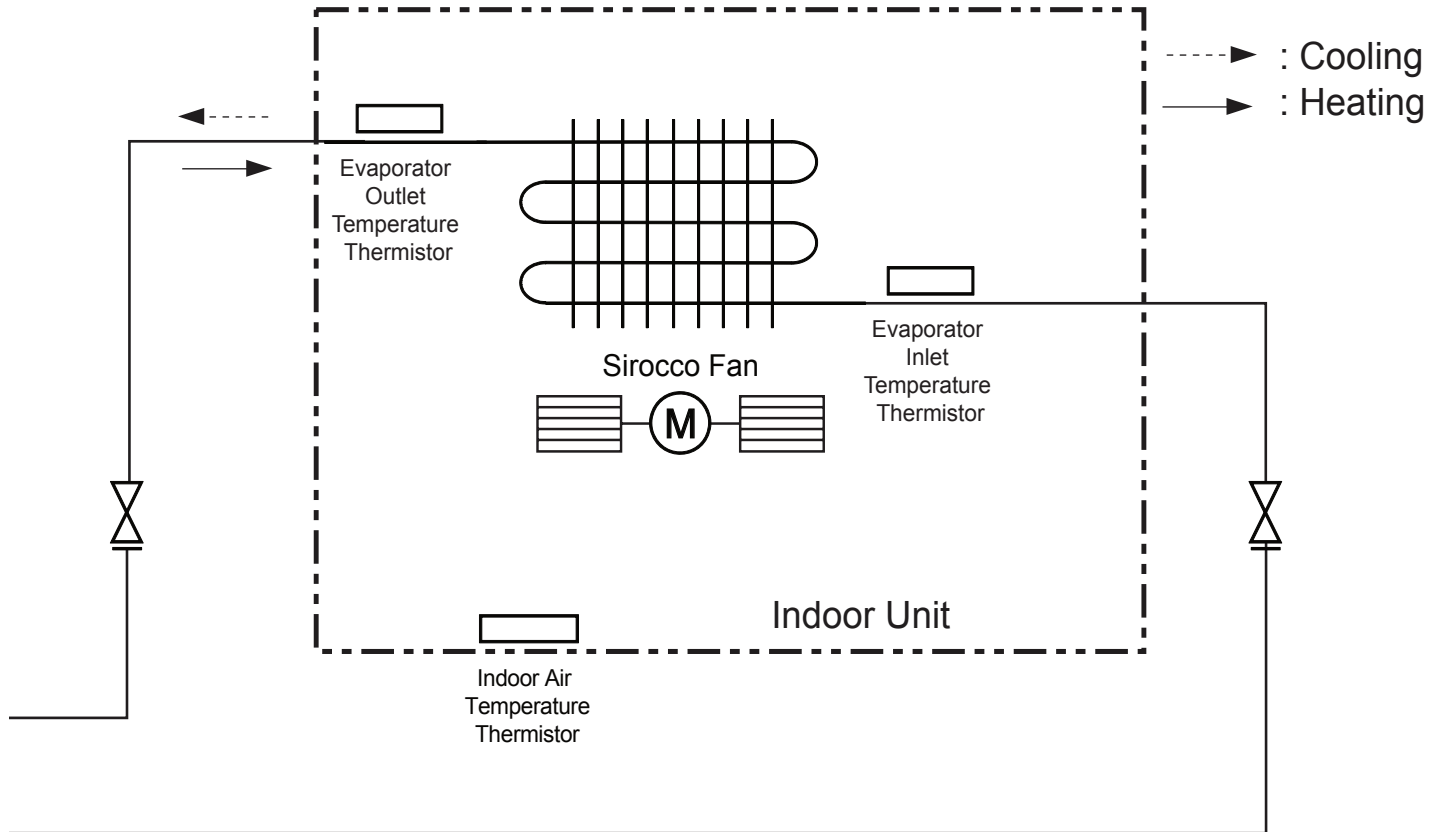 : Cooling
: Heating
Evaporator
Outlet
Temperature
Thermistor
Evaporator
Inlet
Temperature
Thermistor
Sirocco Fan
M
Indoor Unit
Indoor Air
Temperature
Thermistor